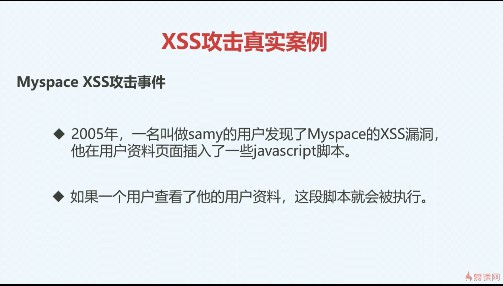 XSS攻击真实案例
Myspace XSS攻击事件
◆ 2005年，一名叫做samy的用户发现了Myspace的XSS漏洞，
他在用户资料页面插入了一些javascript脚本。
◆ 如果一个用户查看了他的用户资料，这段脚本就会被执行。
慕课网